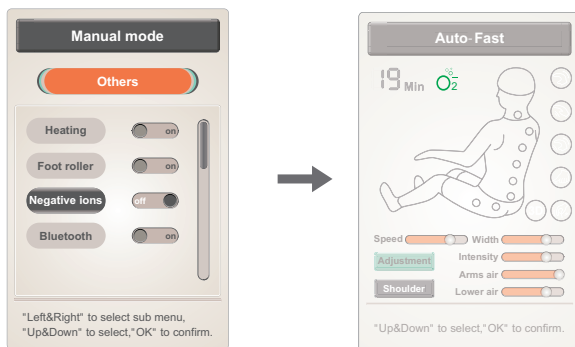 Manual mode
Others
Heating
on
Foot roller
on
Negative ions
off
Bluetooth
on
"Left&Right" to select sub menu,
"Up&Down" to select,"OK" to confirm.
Auto-Fast
19 Min O2
Speed
Width
Adjustment
Intensity
Arms air
Shoulder
Lower air
"Up&Down" to select,"OK" to confirm.